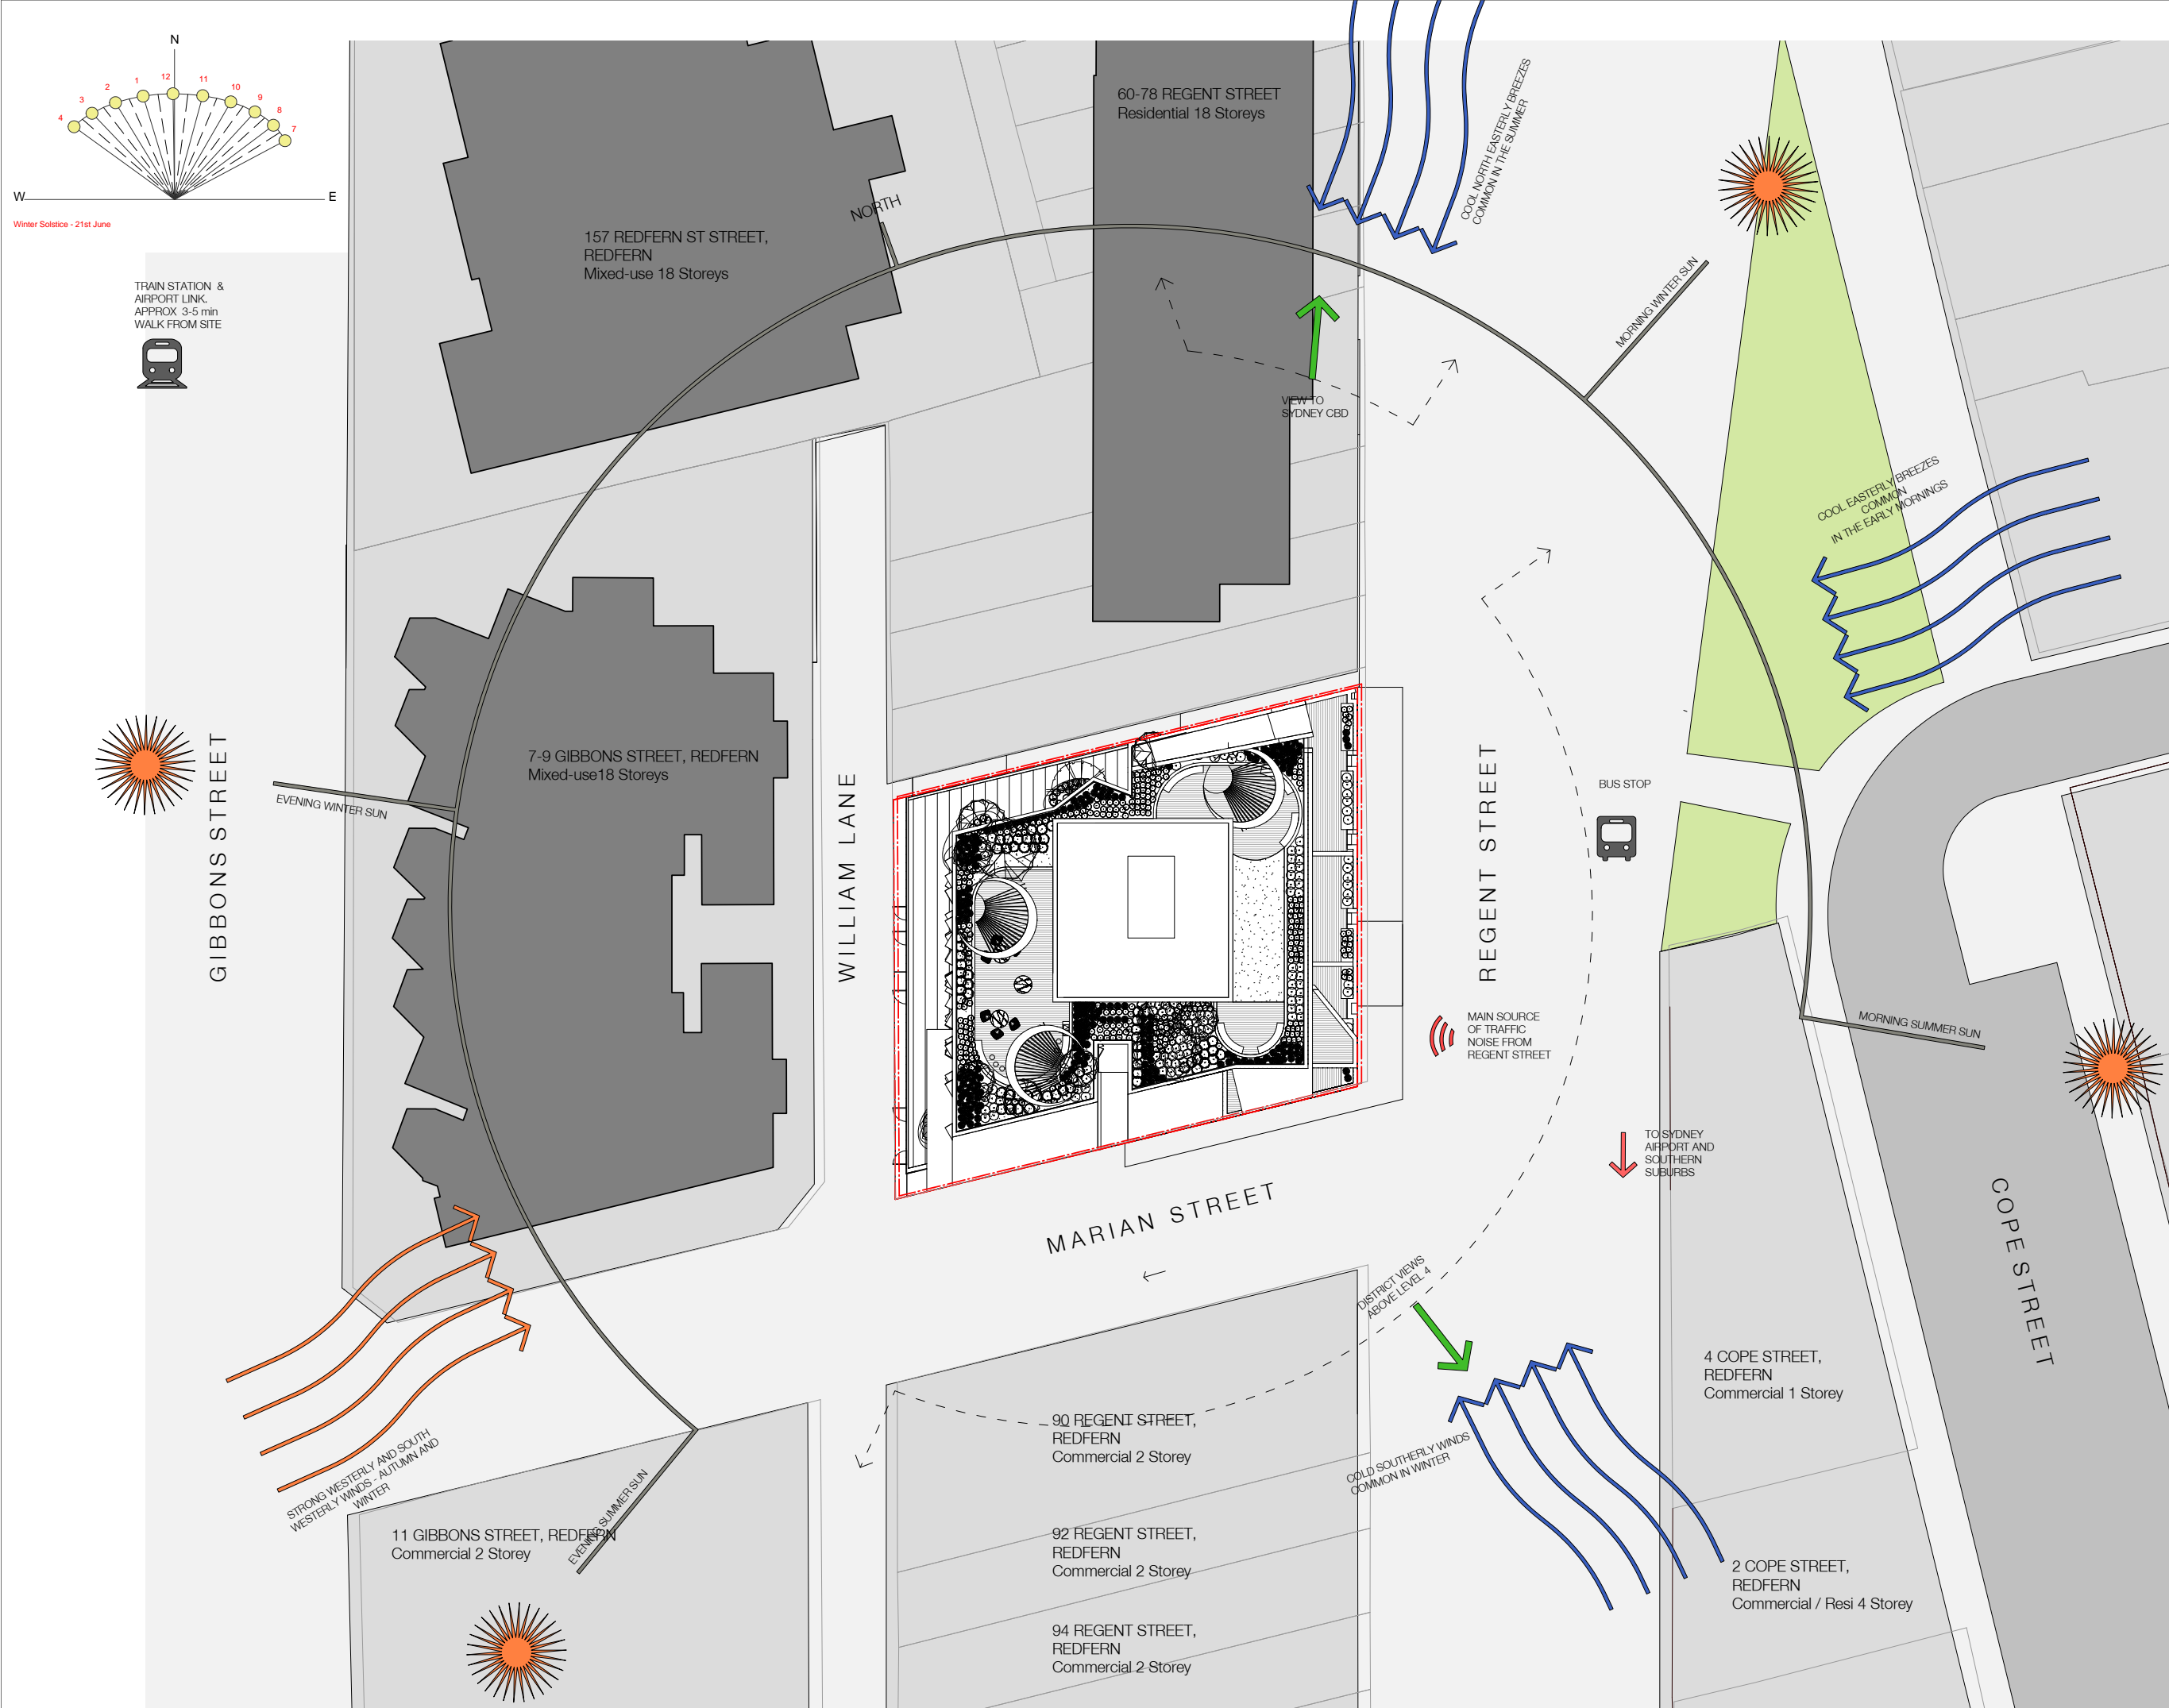 N
4
3
2
1
12
11
10
9
8
7
W
E
Winter Solstice - 21st June
60-78 REGENT STREET
Residential 18 Storeys
COOL NORTH EASTERLY BREEZES
COMMON IN THE SUMMER
NORTH
157 REDFERN ST STREET,
REDFERN
Mixed-use 18 Storeys
TRAIN STATION &
AIRPORT LINK.
APPROX 3-5 min
WALK FROM SITE
MORNING WINTER SUN
VIEW TO
SYDNEY CBD
COOL EASTERLY BREEZES
COMMON
IN THE EARLY MORNINGS
GIBBONS STREET
EVENING WINTER SUN
7-9 GIBBONS STREET, REDFERN
Mixed-use18 Storeys
WILLIAM LANE
REGENT STREET
BUS STOP
MAIN SOURCE
OF TRAFFIC
NOISE FROM
REGENT STREET
MORNING SUMMER SUN
TO SYDNEY
AIRPORT AND
SOUTHERN
SUBURBS
MARIAN STREET
COPE STREET
DISTRICT VIEWS
ABOVE LEVEL 4
4 COPE STREET,
REDFERN
Commercial 1 Storey
90 REGENT STREET,
REDFERN
Commercial 2 Storey
COLD SOUTHERLY WINDS
COMMON IN WINTER
STRONG WESTERLY AND SOUTH
WESTERLY WINDS - AUTUMN AND
WINTER
11 GIBBONS STREET, REDFERN
Commercial 2 Storey
EVENING SUMMER SUN
92 REGENT STREET,
REDFERN
Commercial 2 Storey
2 COPE STREET,
REDFERN
Commercial / Resi 4 Storey
94 REGENT STREET,
REDFERN
Commercial 2 Storey